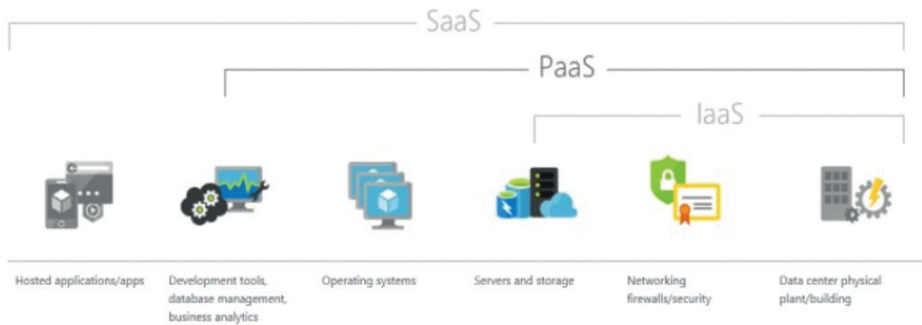 SaaS
PaaS
IaaS
Hosted applications/apps
Development tools,
database management,
business analytics
Operating systems
Servers and storage
Networking
firewalls/security
Data center physical
plant/building